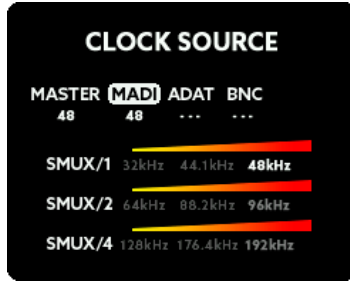 CLOCK SOURCE
MASTER MADI ADAT BNC
48 48 --- ---
SMUX/1 32kHz 44.1kHz 48kHz
SMUX/2 64kHz 88.2kHz 96kHz
SMUX/4 128kHz 176.4kHz 192kHz